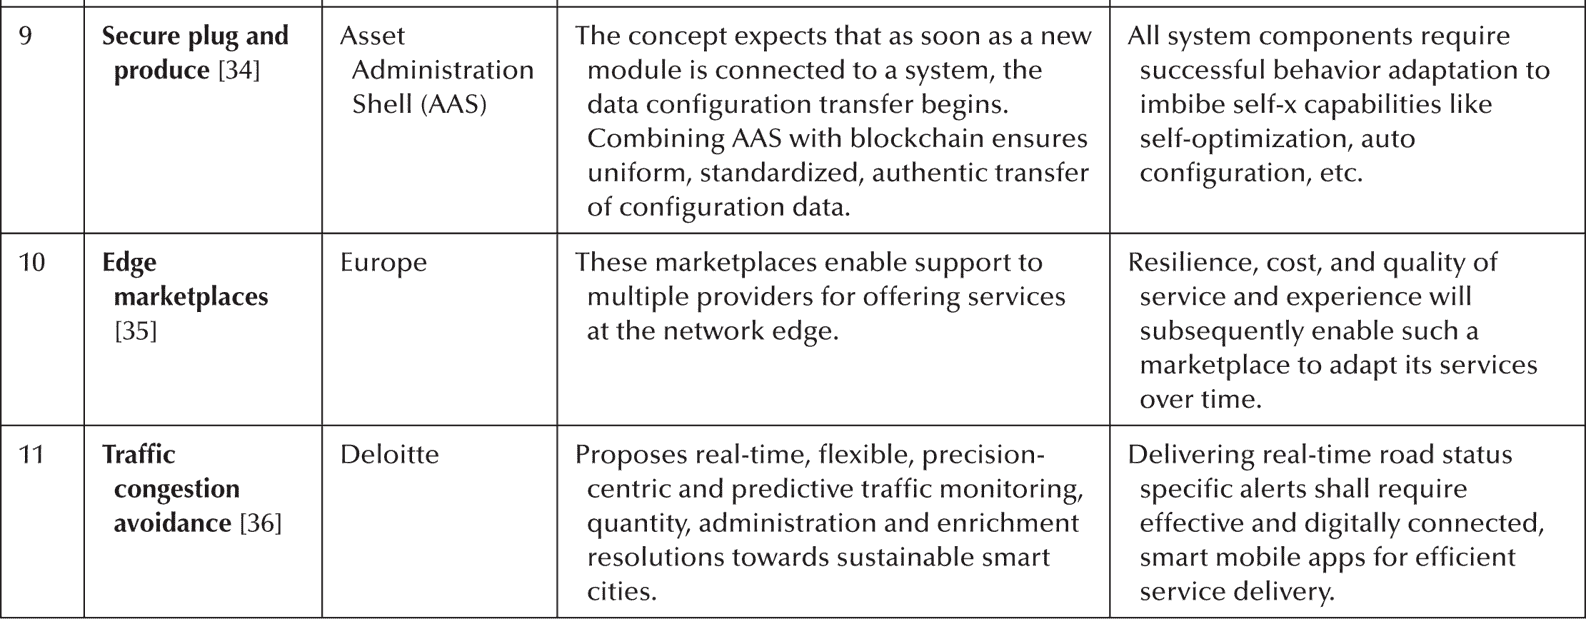 9
Secure plug and
produce [34]
Asset
Administration
Shell (AAS)
The concept expects that as soon as a new
module is connected to a system, the
data configuration transfer begins.
Combining AAS with blockchain ensures
uniform, standardized, authentic transfer
of configuration data.
All system components require
successful behavior adaptation to
imbibe self-x capabilities like
self-optimization, auto
configuration, etc.
10
Edge
marketplaces
[35]
Europe
These marketplaces enable support to
multiple providers for offering services
at the network edge.
Resilience, cost, and quality of
service and experience will
subsequently enable such a
marketplace to adapt its services
over time.
11
Traffic
congestion
avoidance [36]
Deloitte
Proposes real-time, flexible, precision-
centric and predictive traffic monitoring,
quantity, administration and enrichment
resolutions towards sustainable smart
cities.
Delivering real-time road status
specific alerts shall require
effective and digitally connected,
smart mobile apps for efficient
service delivery.